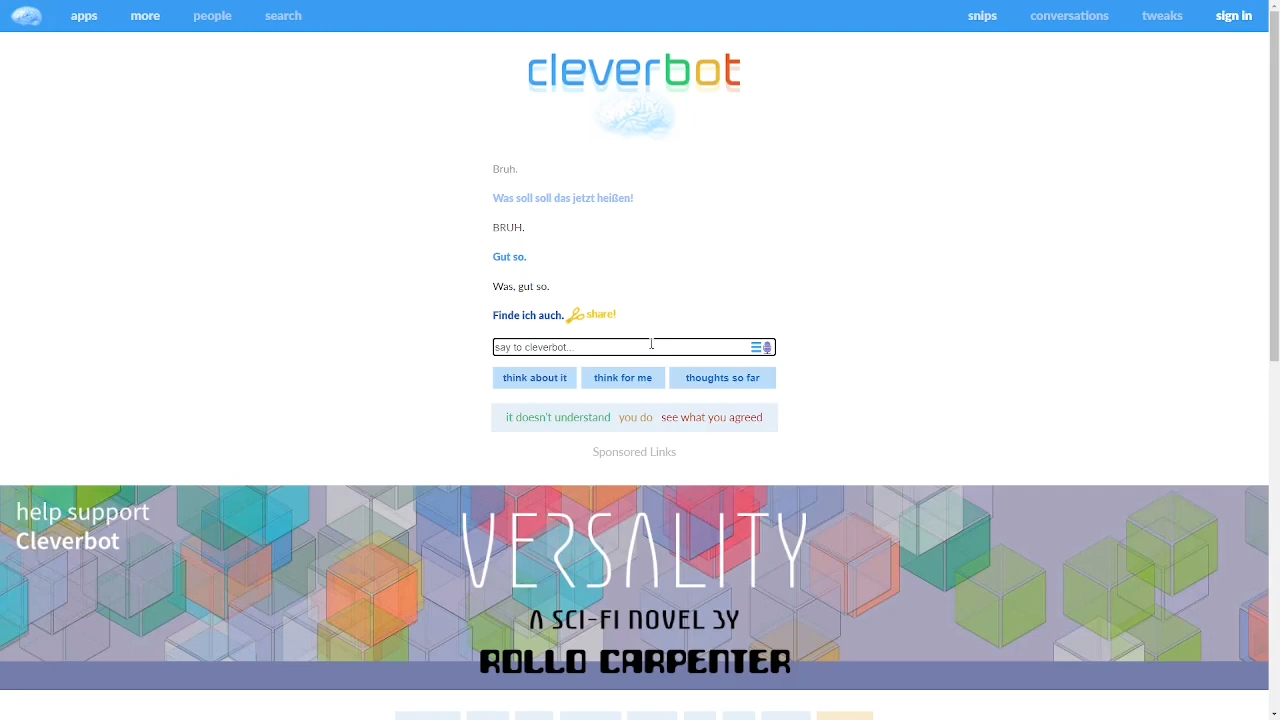 apps more people search snips conversations tweaks sign in
cleverbot
Bruh.
Was soll soll das jetzt heißen!
BRUH.
Gut so.
Was, gut so.
Finde ich auch. share!
say to cleverbot...
think about it think for me thoughts so far
it doesn't understand you do see what you agreed
Sponsored Links
help support
Cleverbot
VERSALITY
A SCI-FI NOVEL BY
ROLLO CARPENTER